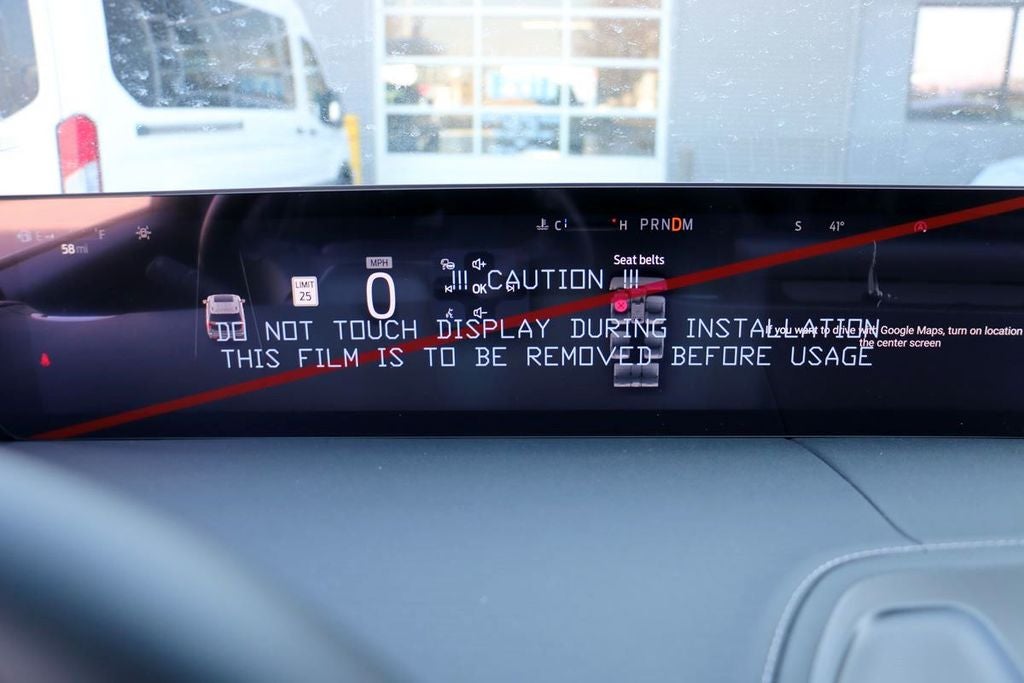 C H PRNDM S 41°
E F
58 mi
Seat belts
MPH
!!! CAUTION !!!
OK
LIMIT
25
0
DO NOT TOUCH DISPLAY DURING INSTALLATION
If you want to drive with Google Maps, turn on location
the center screen
THIS FILM IS TO BE REMOVED BEFORE USAGE